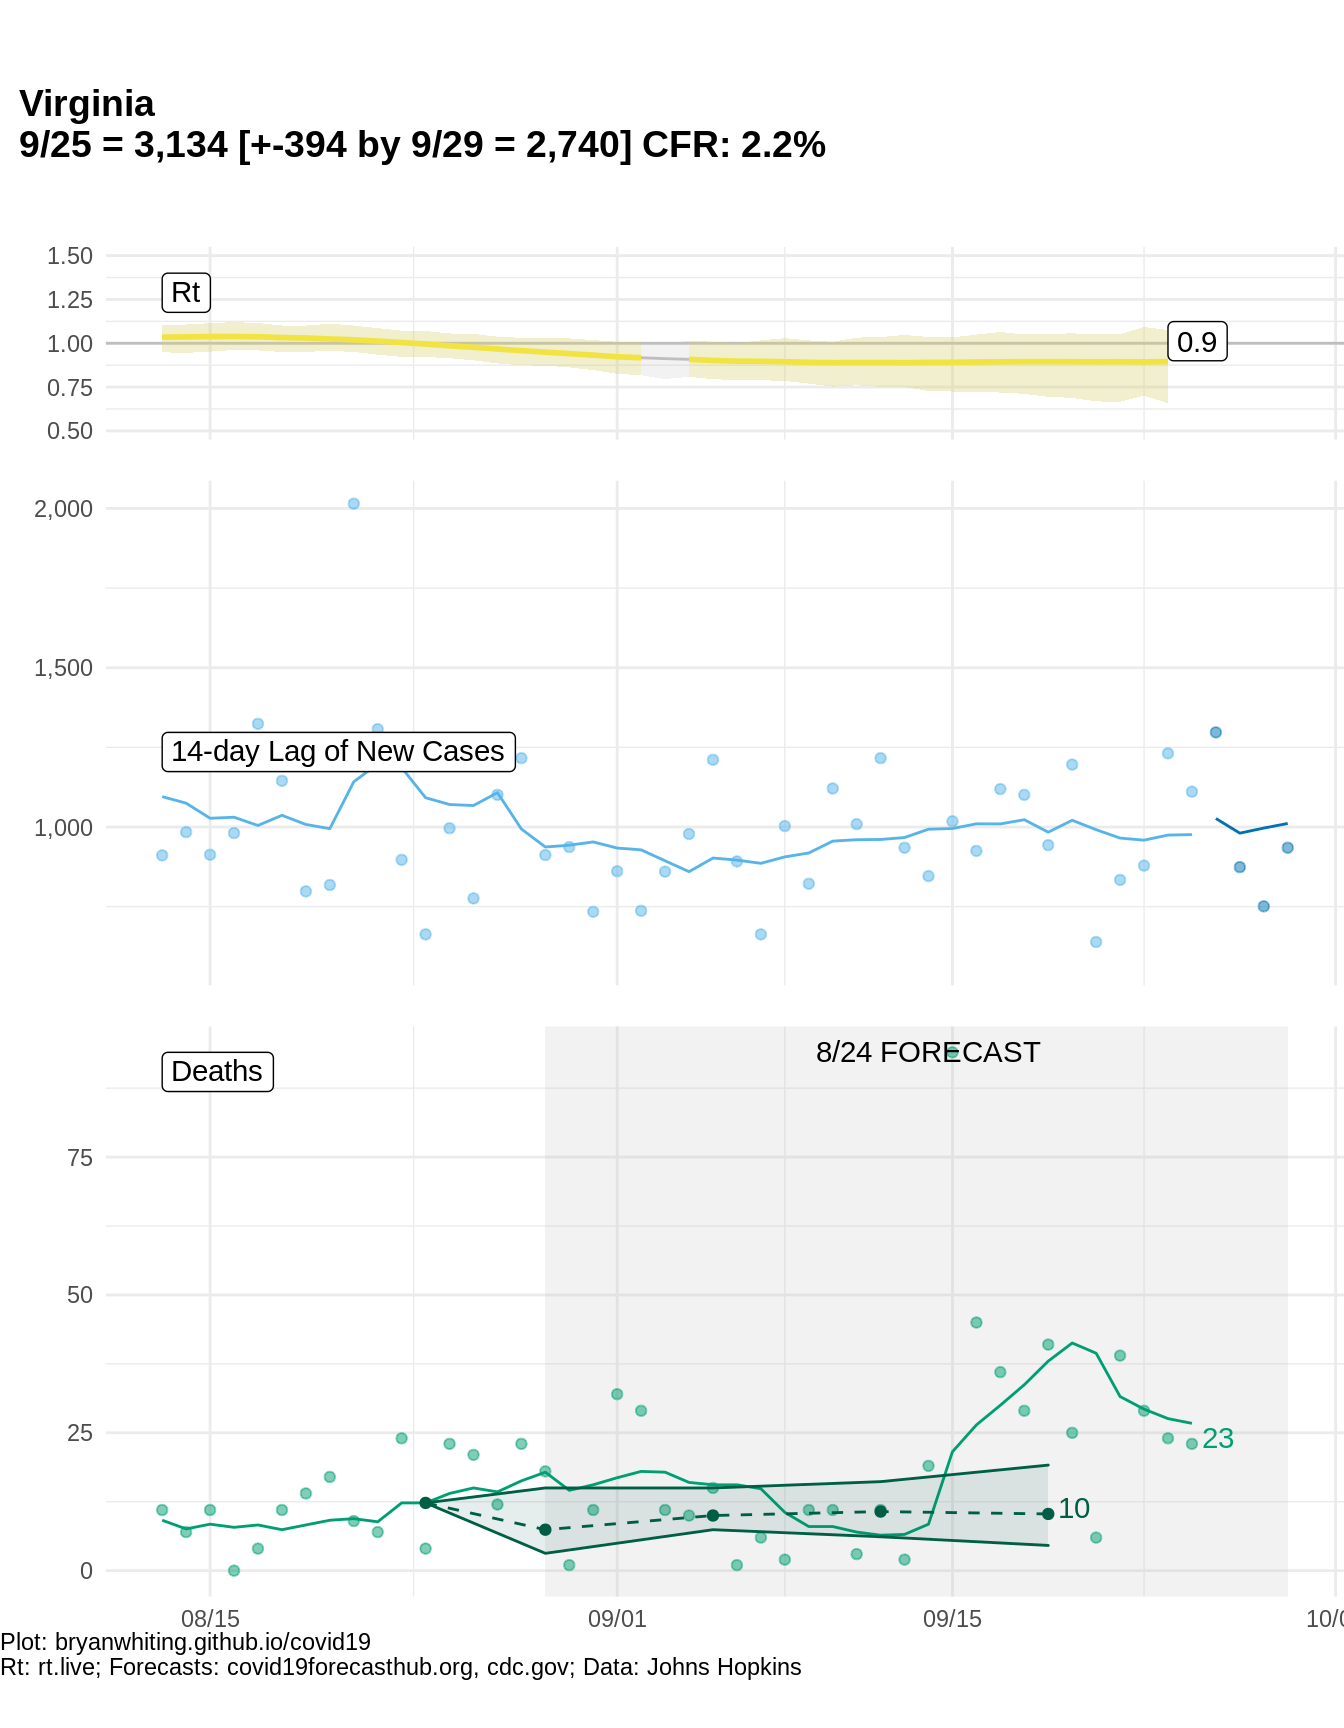 Virginia
9/25 = 3,134 [+-394 by 9/29 = 2,740] CFR: 2.2%
1.50
1.25
1.00
0.75
0.50
Rt
0.9
2,000
1,500
1,000
14-day Lag of New Cases
Deaths
8/24 FORECAST
75
50
25
0
23
10
08/15
09/01
09/15
10/0
Plot: bryanwhiting.github.io/covid19
Rt: rt.live; Forecasts: covid19forecasthub.org, cdc.gov; Data: Johns Hopkins